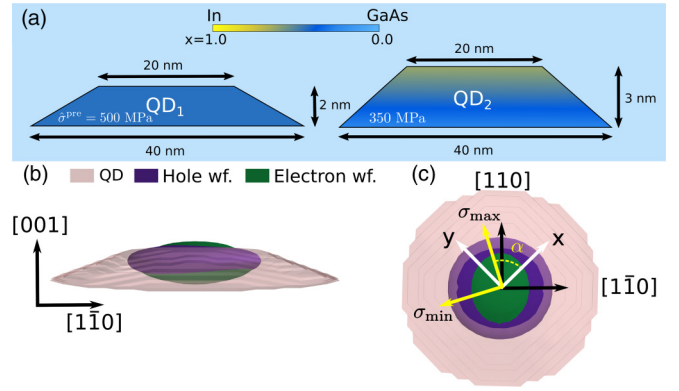 (a)
In GaAs
x=1.0 0.0
20 nm 20 nm
QD₁ 2 nm QD₂ 3 nm
σ̂ᵖʳᵉ = 500 MPa 350 MPa
40 nm 40 nm
(b) QD Hole wf. Electron wf. (c)
[110]
[001] σmax
y α x
[11̄0] [11̄0]
σmin